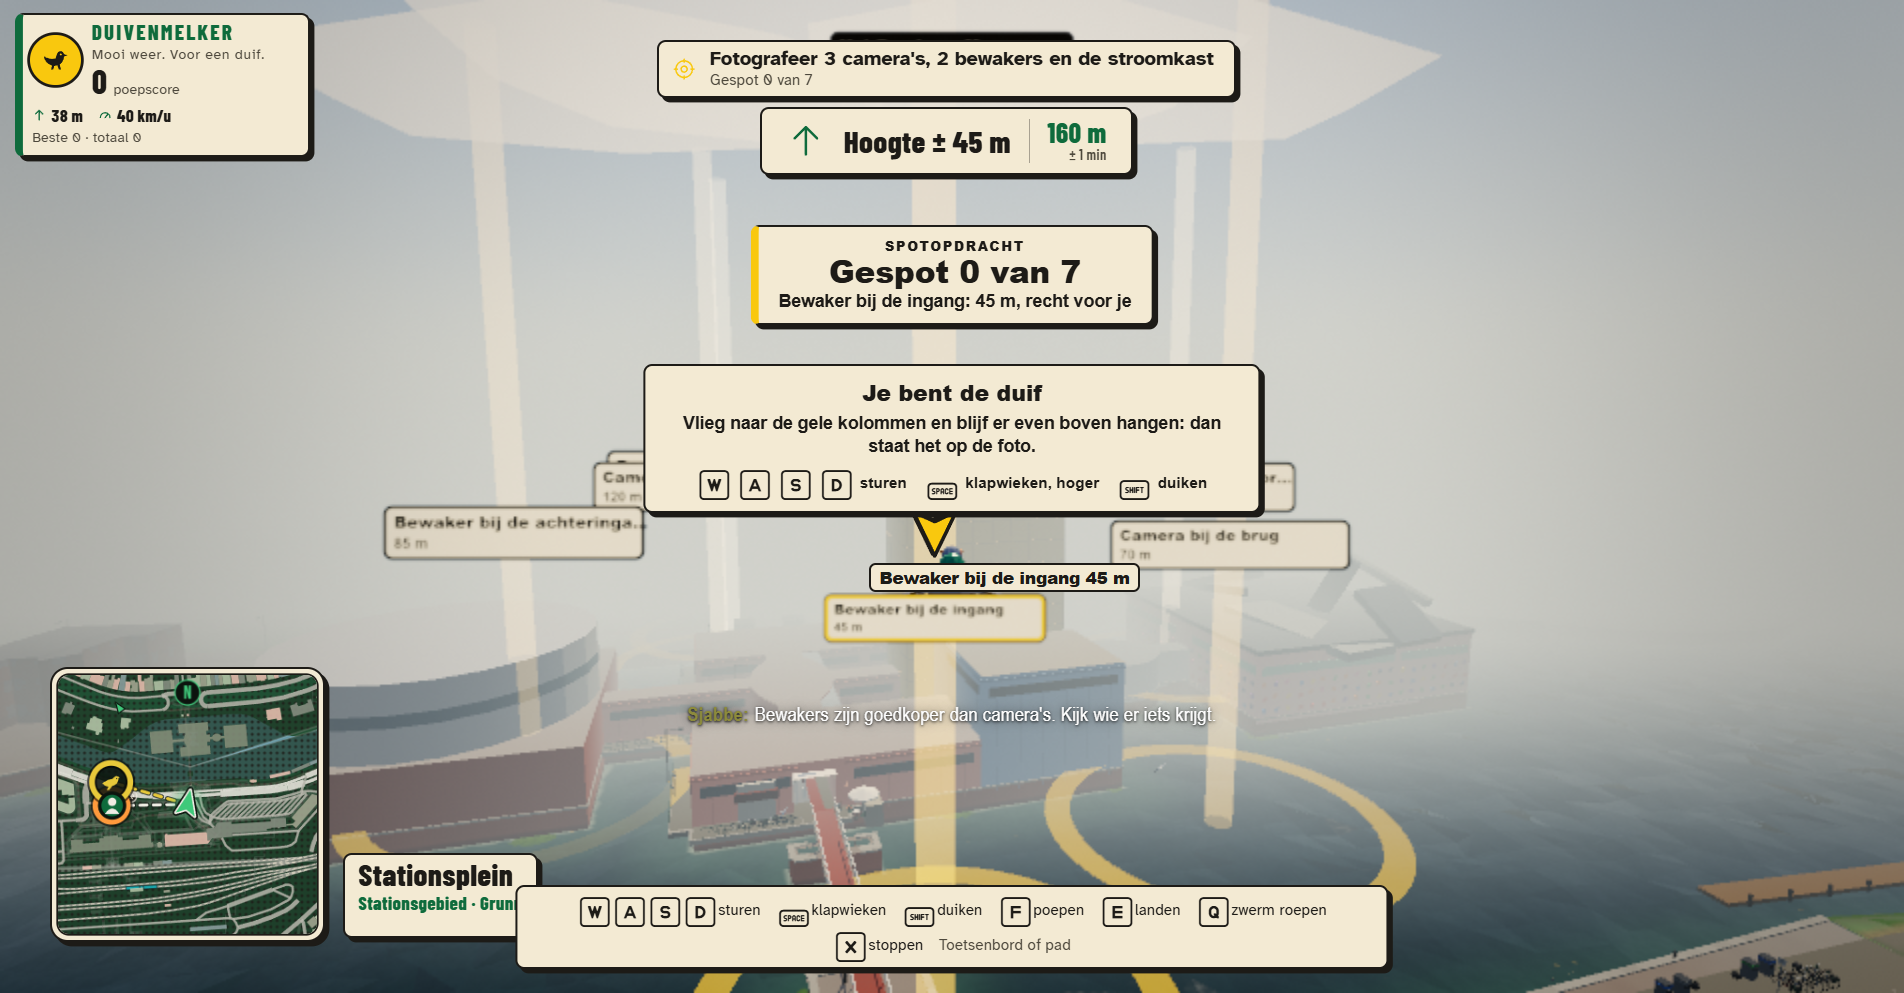 DUIVENMELKER
Mooi weer. Voor een duif.
0 poepscore
38 m 40 km/u
Beste 0 · totaal 0
Fotografeer 3 camera's, 2 bewakers en de stroomkast
Gespot 0 van 7
Hoogte ± 45 m
160 m
± 1 min
SPOTOPDRACHT
Gespot 0 van 7
Bewaker bij de ingang: 45 m, recht voor je
Je bent de duif
Vlieg naar de gele kolommen en blijf er even boven hangen: dan
staat het op de foto.
W A S D sturen SPACE klapwieken, hoger SHIFT duiken
Came
120 m
er...
Bewaker bij de achteringa...
85 m
Camera bij de brug
70 m
Bewaker bij de ingang 45 m
Bewaker bij de ingang
45 m
Sjabbe: Bewakers zijn goedkoper dan camera's. Kijk wie er iets krijgt.
N
Stationsplein
Stationsgebied · Grun
W A S D sturen SPACE klapwieken SHIFT duiken F poepen E landen Q zwerm roepen
X stoppen Toetsenbord of pad